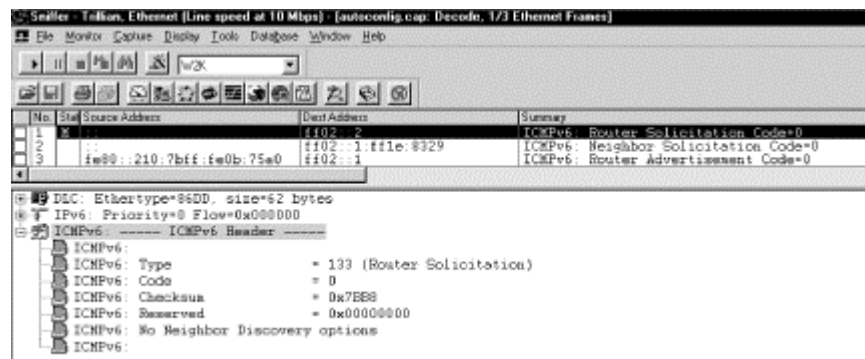 Sniffer - Trillian, Ethernet (Line speed at 10 Mbps) - [autoconfig.cap: Decode, 1/3 Ethernet Frames]
File Monitor Capture Display Tools Database Window Help
W2K
No. Stat Source Address Dest Address Summary
1 M :: ff02::2 ICMPv6: Router Solicitation Code=0
2 :: ff02::1:ff1e:8329 ICMPv6: Neighbor Solicitation Code=0
3 fe80::210:7bff:fe0b:75a0 ff02::1 ICMPv6: Router Advertisement Code=0
DLC: Ethertype=86DD, size=62 bytes
IPv6: Priority=0 Flow=0x000000
ICMPv6: ----- ICMPv6 Header -----
ICMPv6:
ICMPv6: Type = 133 (Router Solicitation)
ICMPv6: Code = 0
ICMPv6: Checksum = 0x7BB8
ICMPv6: Reserved = 0x00000000
ICMPv6: No Neighbor Discovery options
ICMPv6: